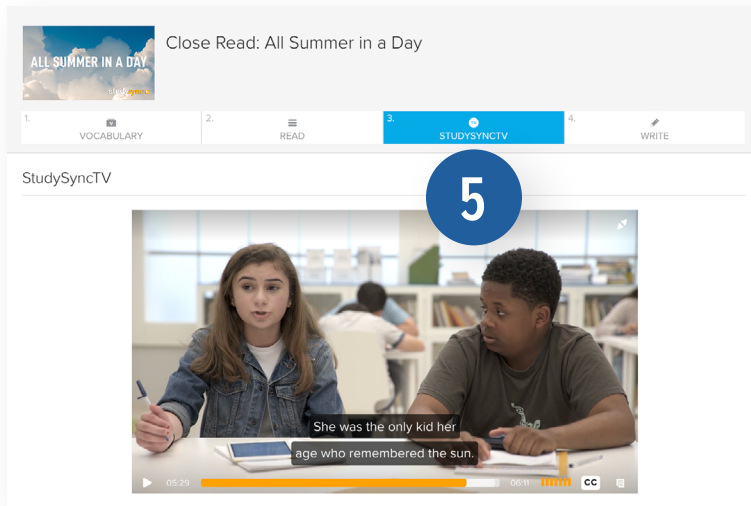 Close Read: All Summer in a Day
ALL SUMMER IN A DAY
studysync
1.
VOCABULARY
2.
READ
3.
STUDYSYNCTV
4.
WRITE
StudySyncTV
5
She was the only kid her
age who remembered the sun.
05:29
06:11
CC